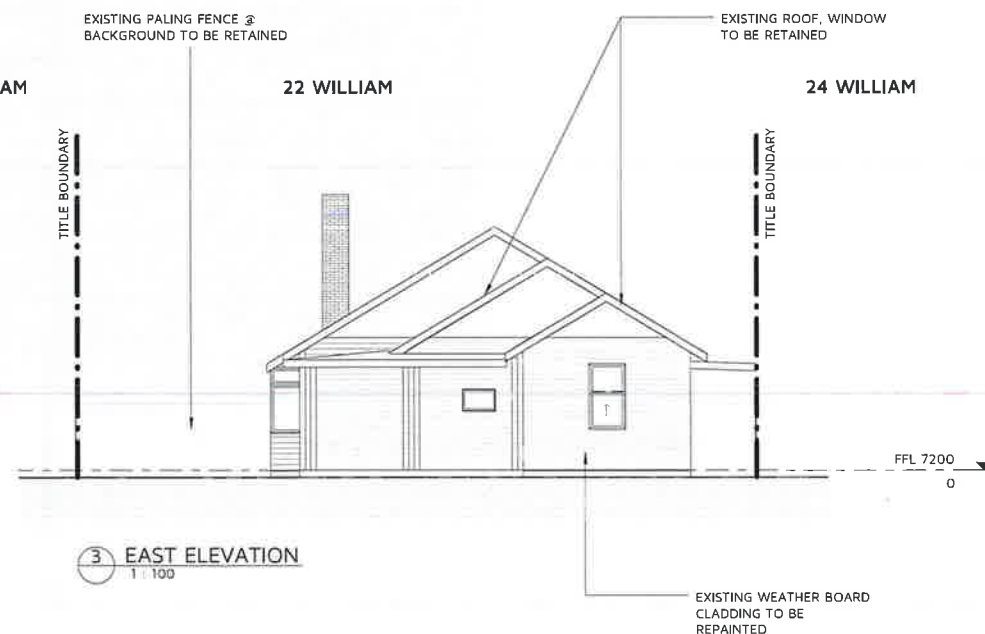 EXISTING PALING FENCE @
BACKGROUND TO BE RETAINED
EXISTING ROOF, WINDOW
TO BE RETAINED
AM
22 WILLIAM
24 WILLIAM
TITLE BOUNDARY
TITLE BOUNDARY
FFL 7200
0
3 EAST ELEVATION
1 : 100
EXISTING WEATHER BOARD
CLADDING TO BE
REPAINTED